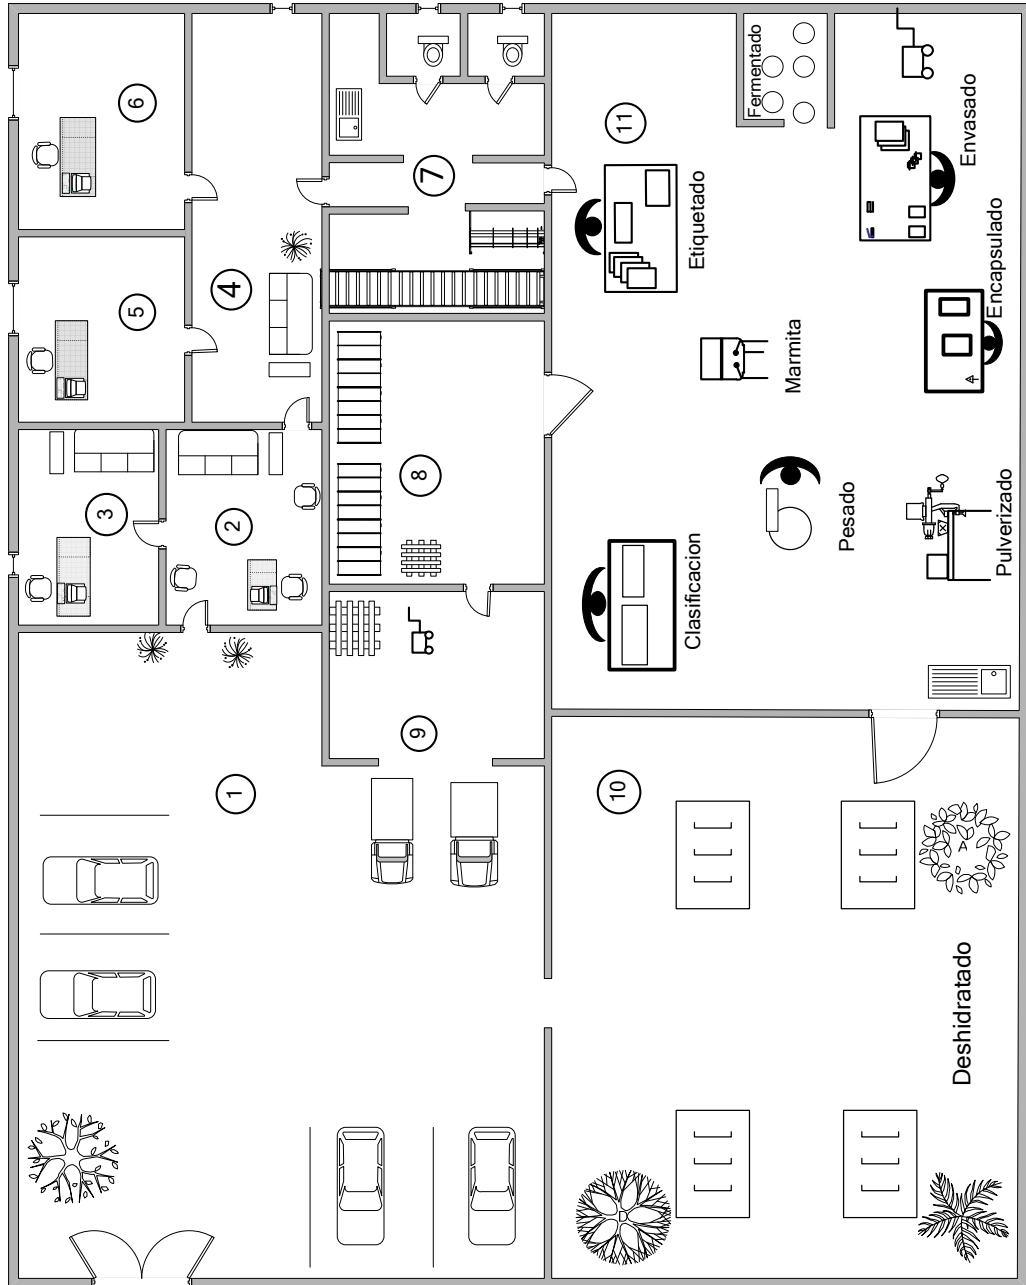 3
5
6
1
2
4
9
8
7
10
11
Clasificacion
Etiquetado
Fermentado
Marmita
Pesado
Deshidratado
A
Envasado
Encapsulado
Pulverizado